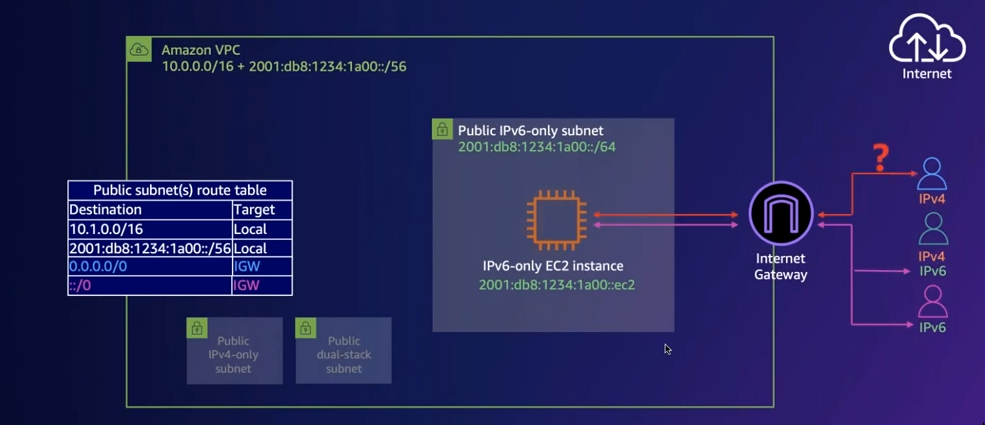 Amazon VPC
10.0.0.0/16 + 2001:db8:1234:1a00::/56
Internet
Public IPv6-only subnet
2001:db8:1234:1a00::/64
?
Public subnet(s) route table
Destination Target
10.1.0.0/16 Local
2001:db8:1234:1a00::/56 Local
0.0.0.0/0 IGW
::/0 IGW
IPv6-only EC2 instance
2001:db8:1234:1a00::ec2
Internet
Gateway
IPv4
IPv4
IPv6
IPv6
Public
IPv4-only
subnet
Public
dual-stack
subnet